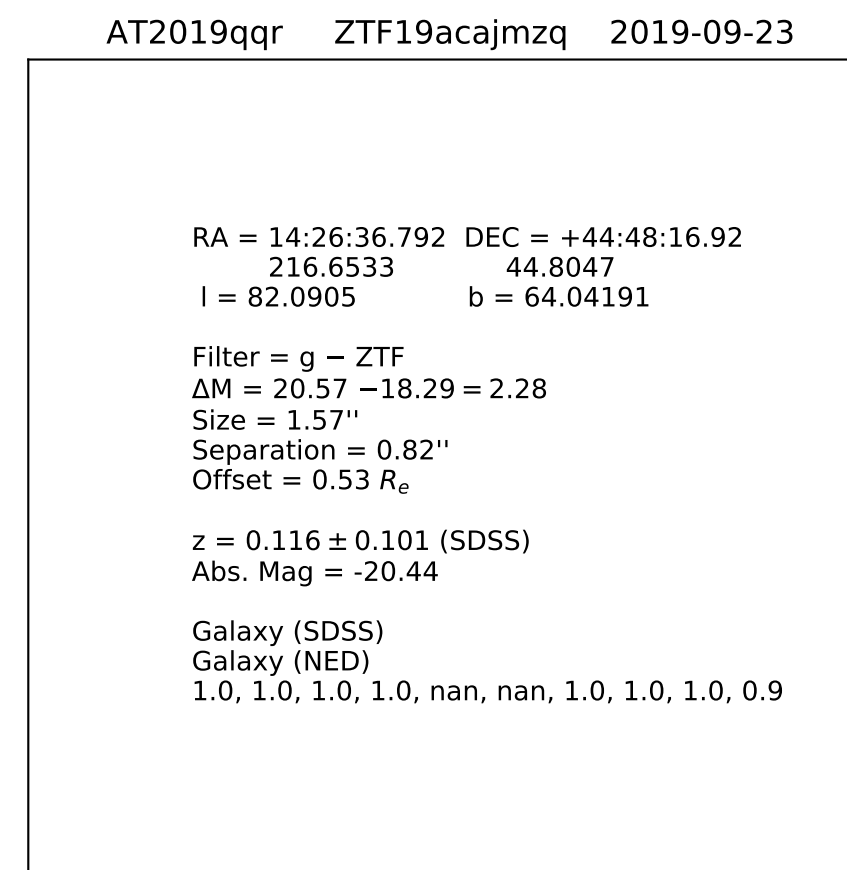 AT2019qqr ZTF19acajmzq 2019-09-23
RA = 14:26:36.792 DEC = +44:48:16.92
216.6533 44.8047
l = 82.0905 b = 64.04191
Filter = g − ZTF
ΔM = 20.57 −18.29 = 2.28
Size = 1.57''
Separation = 0.82''
Offset = 0.53 Rₑ
z = 0.116 ± 0.101 (SDSS)
Abs. Mag = -20.44
Galaxy (SDSS)
Galaxy (NED)
1.0, 1.0, 1.0, 1.0, nan, nan, 1.0, 1.0, 1.0, 0.9